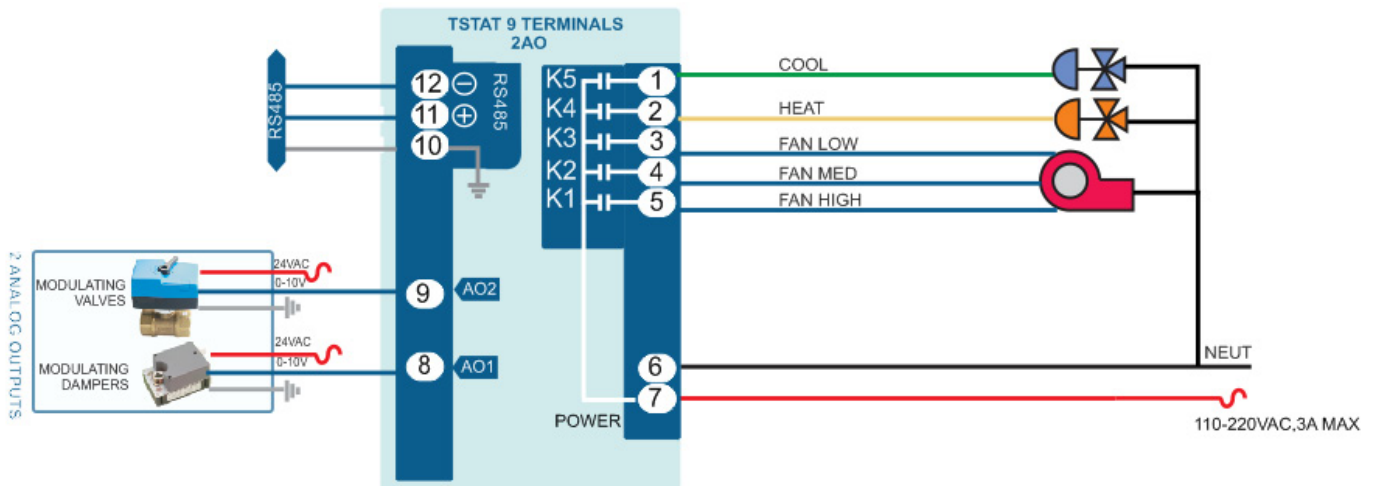 TSTAT 9 TERMINALS
2AO
RS485
12
11
10
RS485
K5
K4
K3
K2
K1
1
2
3
4
5
COOL
HEAT
FAN LOW
FAN MED
FAN HIGH
2 ANALOG OUTPUTS
MODULATING
VALVES
24VAC
0-10V
9
AO2
MODULATING
DAMPERS
24VAC
0-10V
8
AO1
6
7
POWER
NEUT
110-220VAC,3A MAX